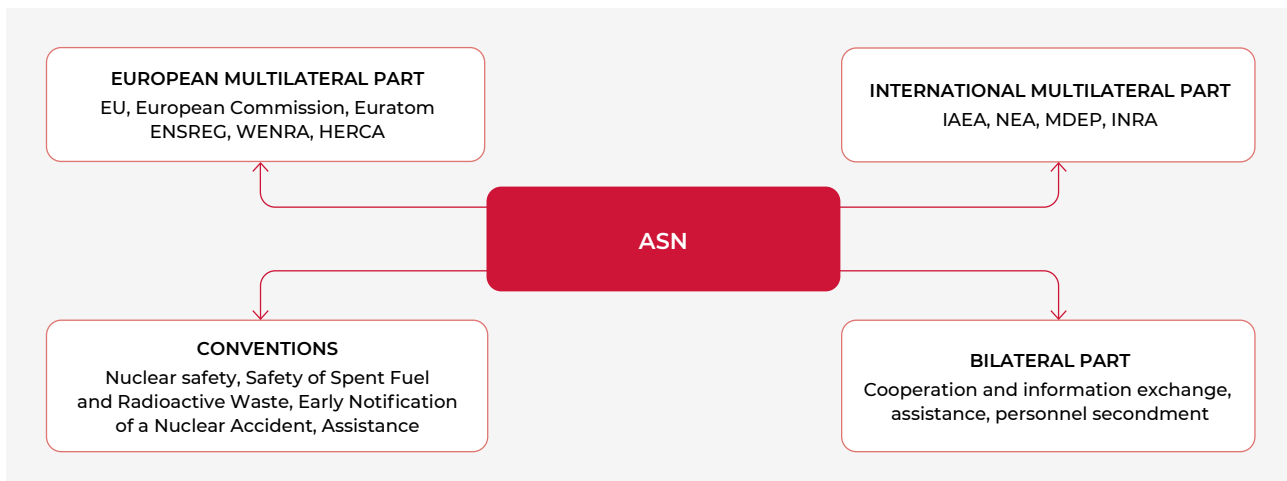 EUROPEAN MULTILATERAL PART
EU, European Commission, Euratom
ENSREG, WENRA, HERCA
INTERNATIONAL MULTILATERAL PART
IAEA, NEA, MDEP, INRA
ASN
CONVENTIONS
Nuclear safety, Safety of Spent Fuel
and Radioactive Waste, Early Notification
of a Nuclear Accident, Assistance
BILATERAL PART
Cooperation and information exchange,
assistance, personnel secondment